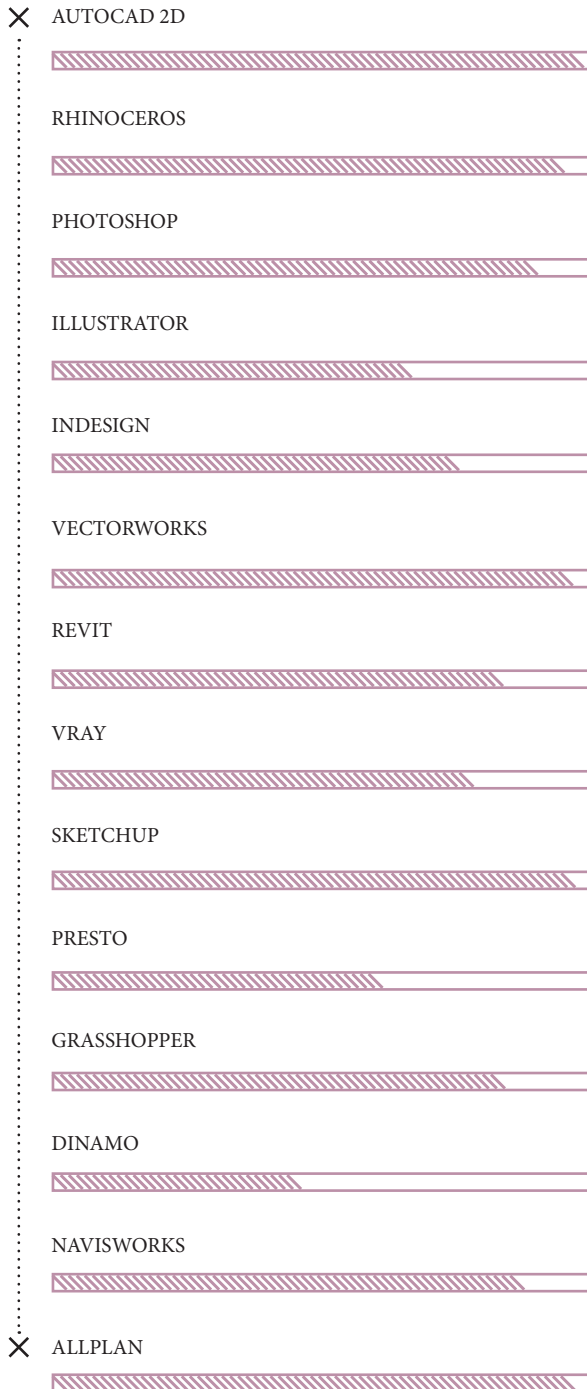 AUTOCAD 2D
RHINOCEROS
PHOTOSHOP
ILLUSTRATOR
INDESIGN
VECTORWORKS
REVIT
VRAY
SKETCHUP
PRESTO
GRASSHOPPER
DINAMO
NAVISWORKS
ALLPLAN